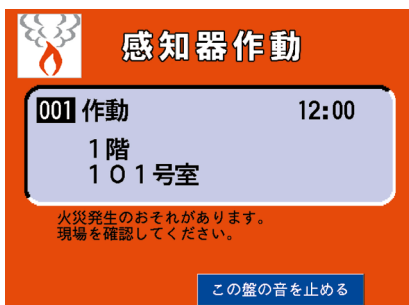 感知器作動
001 作動 12:00
1階
１０１号室
火災発生のおそれがあります。
現場を確認してください。
この盤の音を止める